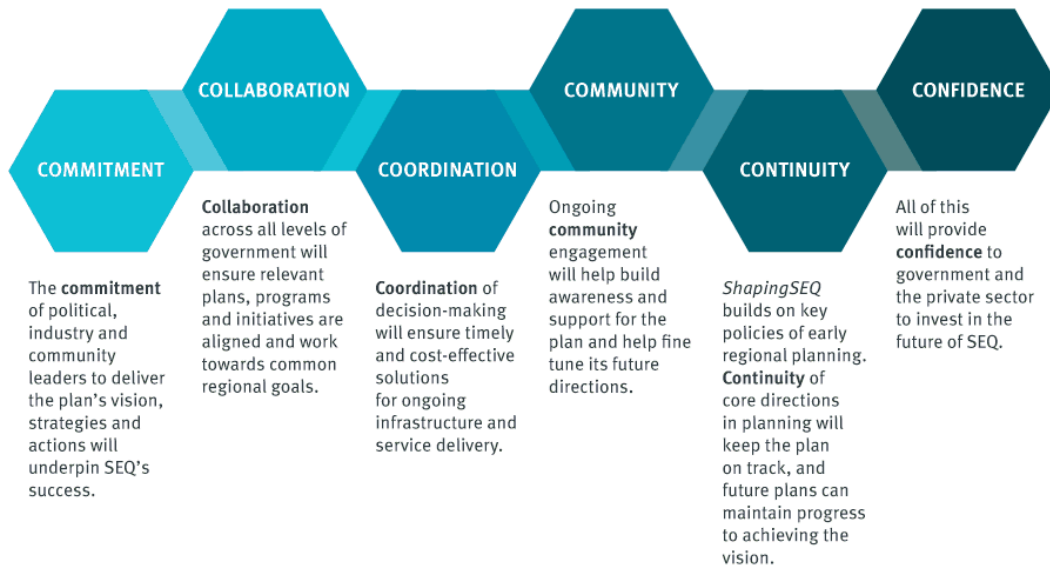 COMMITMENT
The commitment
of political,
industry and
community
leaders to deliver
the plan’s vision,
strategies and
actions will
underpin SEQ’s
success.
COLLABORATION
Collaboration
across all levels of
government will
ensure relevant
plans, programs
and initiatives are
aligned and work
towards common
regional goals.
COORDINATION
Coordination of
decision-making
will ensure timely
and cost-effective
solutions
for ongoing
infrastructure and
service delivery.
COMMUNITY
Ongoing
community
engagement
will help build
awareness and
support for the
plan and help fine
tune its future
directions.
CONTINUITY
ShapingSEQ
builds on key
policies of early
regional planning.
Continuity of
core directions
in planning will
keep the plan
on track, and
future plans can
maintain progress
to achieving the
vision.
CONFIDENCE
All of this
will provide
confidence to
government and
the private sector
to invest in the
future of SEQ.